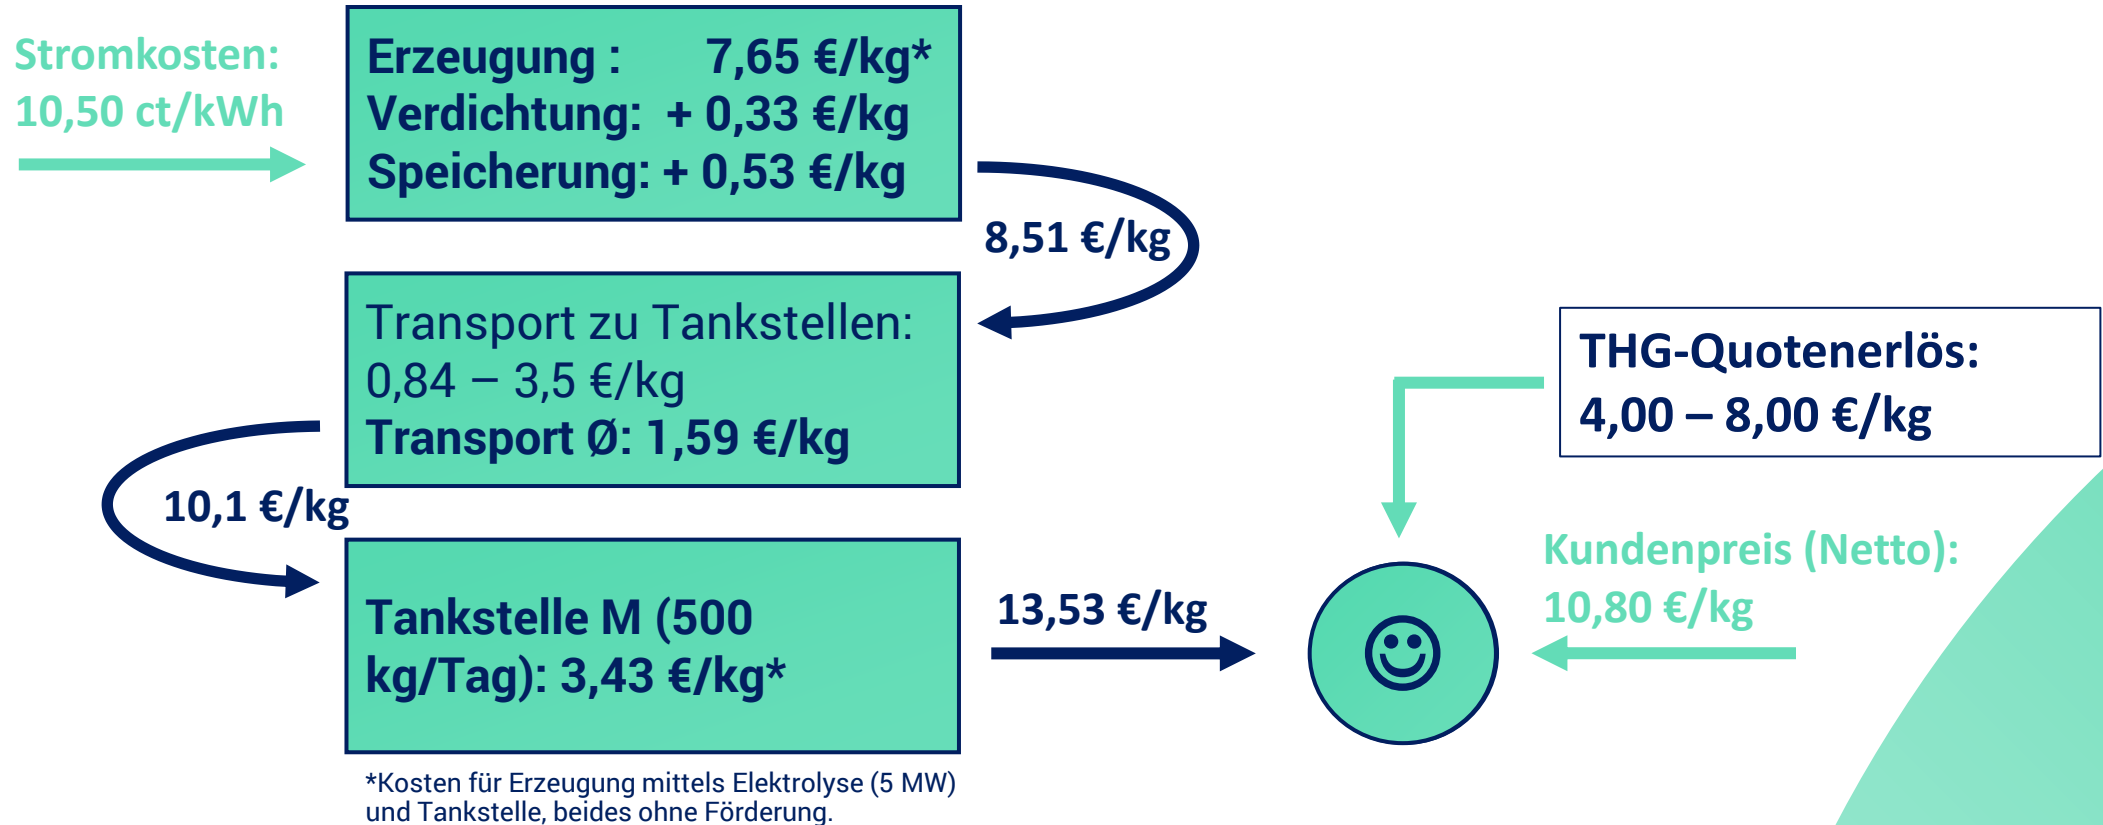 Stromkosten:
10,50 ct/kWh
Erzeugung : 7,65 €/kg*
Verdichtung: + 0,33 €/kg
Speicherung: + 0,53 €/kg
8,51 €/kg
Transport zu Tankstellen:
0,84 – 3,5 €/kg
Transport Ø: 1,59 €/kg
10,1 €/kg
Tankstelle M (500
kg/Tag): 3,43 €/kg*
13,53 €/kg
THG-Quotenerlös:
4,00 – 8,00 €/kg
Kundenpreis (Netto):
10,80 €/kg
*Kosten für Erzeugung mittels Elektrolyse (5 MW)
und Tankstelle, beides ohne Förderung.